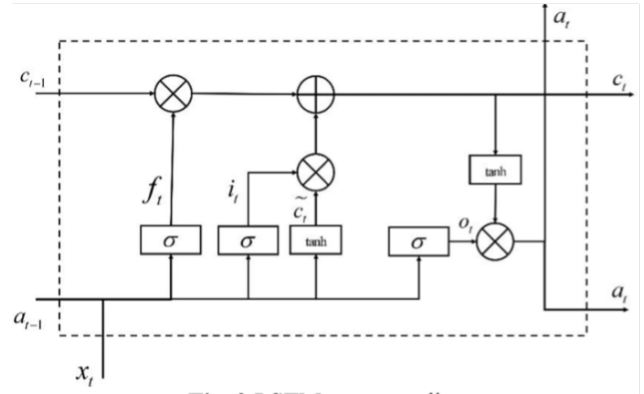 a_t
c_{t-1}
c_t
tanh
f_t
i_t
c̃_t
o_t
σ
σ
tanh
σ
a_{t-1}
a_t
x_t